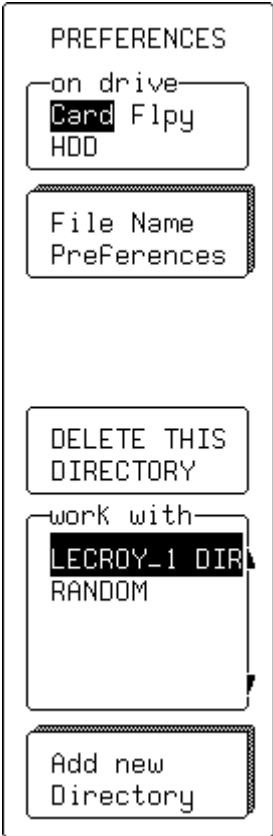 PREFERENCES
on drive
Card Flpy
HDD
File Name
Preferences
DELETE THIS
DIRECTORY
work with
LECROY_1 DIR
RANDOM
Add new
Directory